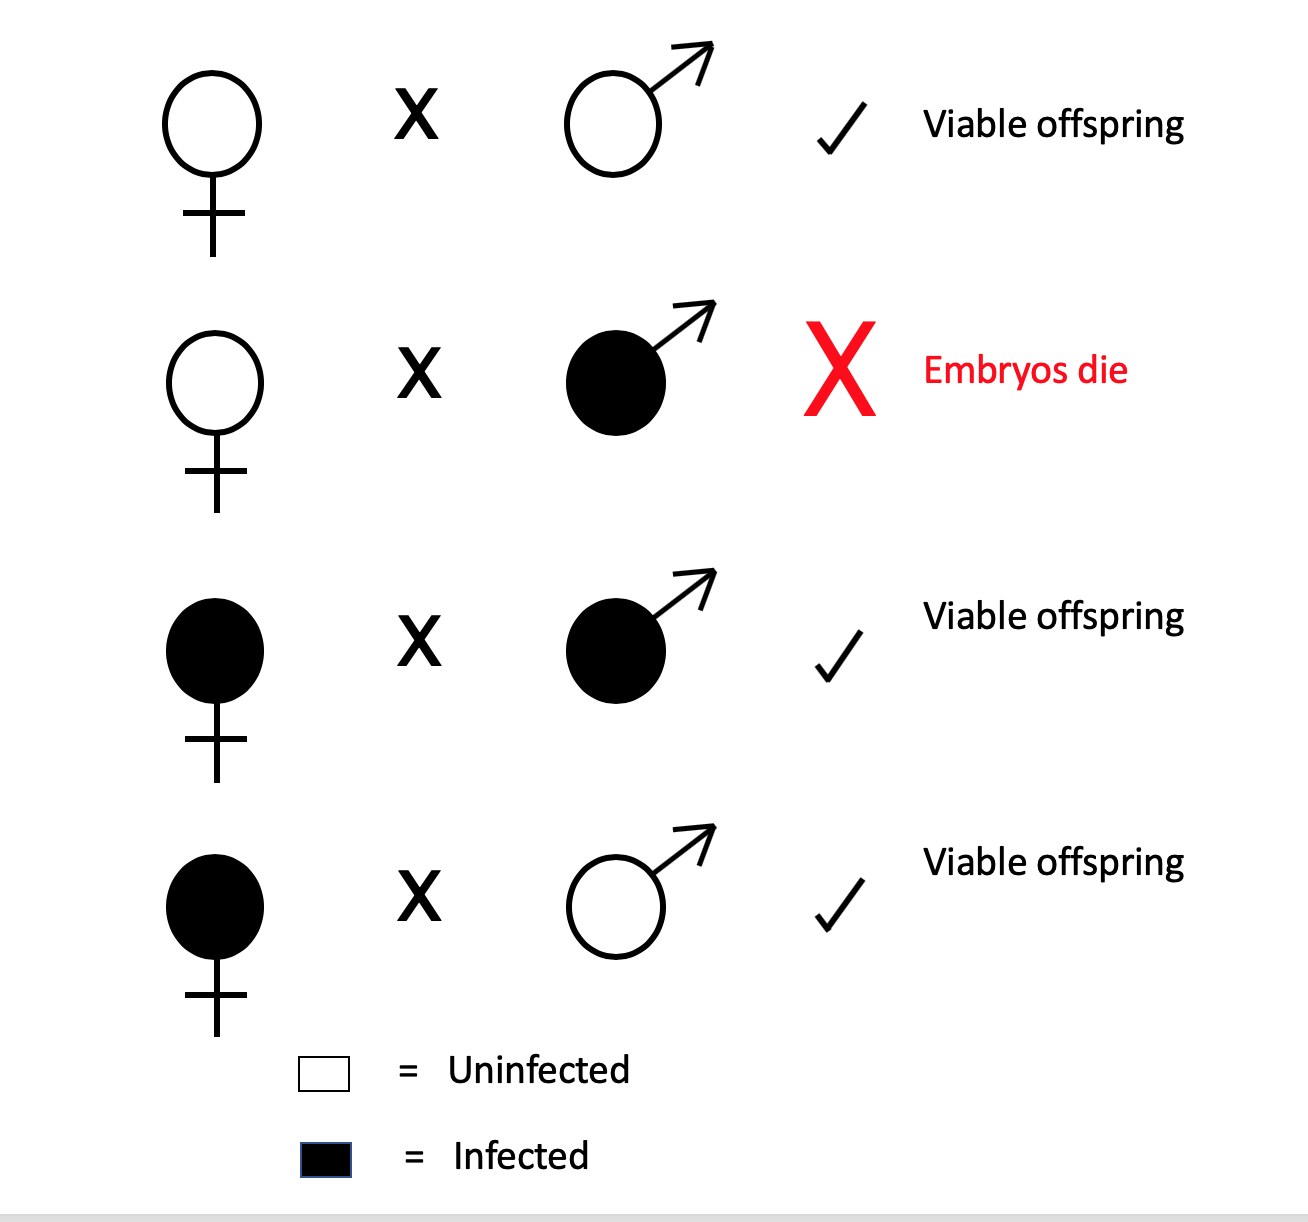 X Viable offspring
X X Embryos die
X Viable offspring
X Viable offspring
= Uninfected
= Infected